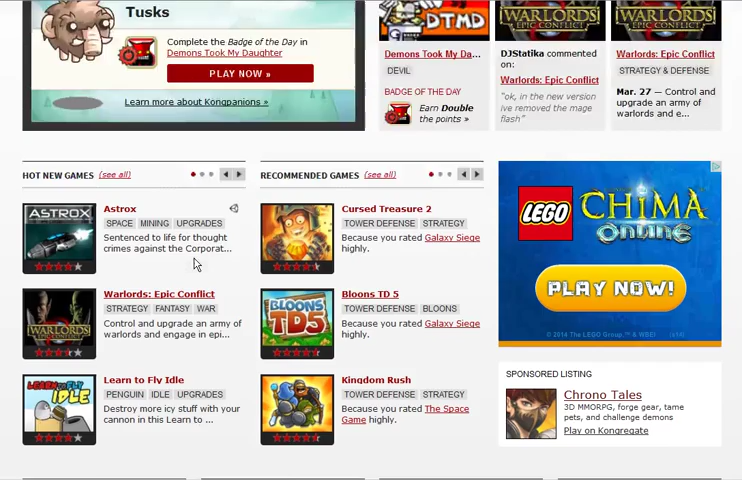 Tusks
Complete the Badge of the Day in
Demons Took My Daughter
PLAY NOW »
Learn more about Kongpanions »
DTMD
Demons Took My Da...
DEVIL
BADGE OF THE DAY
Earn Double
the points »
WARLORDS
EPIC CONFLICT
DJStatika commented
on:
Warlords: Epic Conflict
"ok, in the new version
ive removed the mage
flash"
WARLORDS
EPIC CONFLICT
Warlords: Epic Conflict
STRATEGY & DEFENSE
Mar. 27 — Control and
upgrade an army of
warlords and e...
HOT NEW GAMES (see all)
ASTROX
Astrox
SPACE MINING UPGRADES
Sentenced to life for thought
crimes against the Corporat...
WARLORDS
Warlords: Epic Conflict
STRATEGY FANTASY WAR
Control and upgrade an army of
warlords and engage in epi...
LEARN TO FLY
IDLE
Learn to Fly Idle
PENGUIN IDLE UPGRADES
Destroy more icy stuff with your
cannon in this Learn to ...
RECOMMENDED GAMES (see all)
Cursed Treasure 2
TOWER DEFENSE STRATEGY
Because you rated Galaxy Siege
highly.
BLOONS
TD5
Bloons TD 5
TOWER DEFENSE BLOONS
Because you rated Galaxy Siege
highly.
Kingdom Rush
TOWER DEFENSE STRATEGY
Because you rated The Space
Game highly.
LEGO CHIMA
ONLINE
PLAY NOW!
© 2014 The LEGO Group.™ & WBEI (s14)
SPONSORED LISTING
Chrono Tales
3D MMORPG, forge gear, tame
pets, and challenge demons
Play on Kongregate